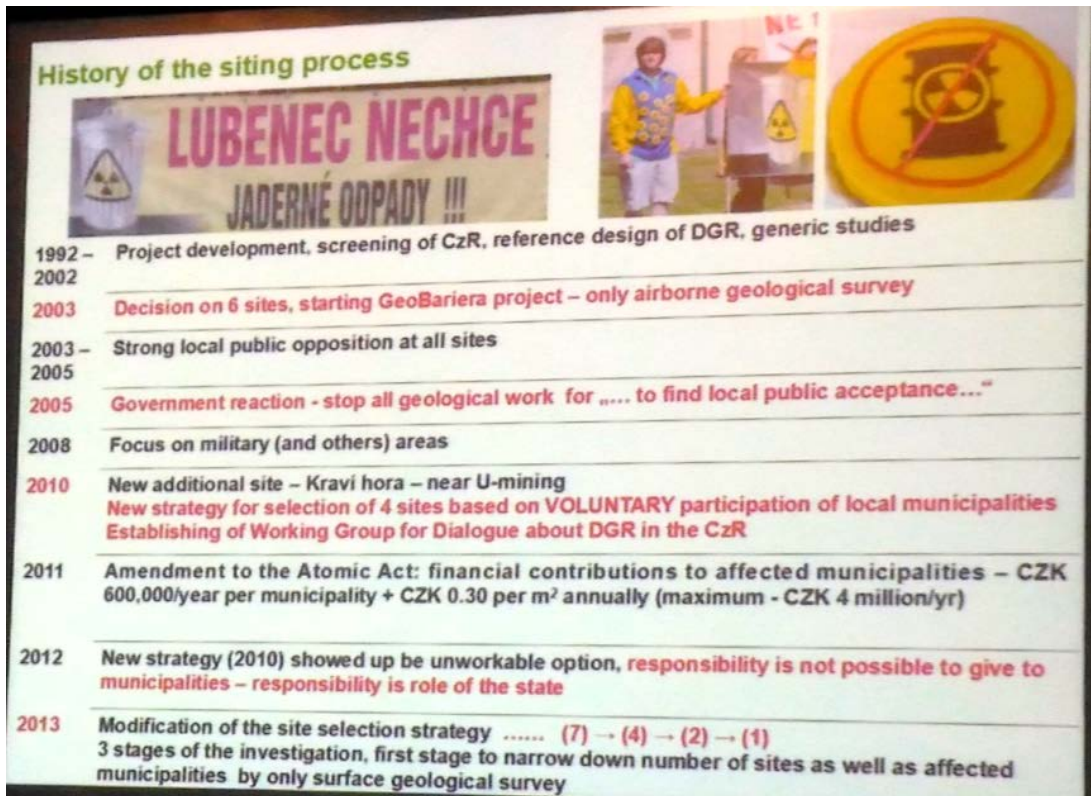 History of the siting process
NE
LUBENEC NECHCE
JADERNÉ ODPADY !!!
1992 – Project development, screening of CzR, reference design of DGR, generic studies
2002
2003 Decision on 6 sites, starting GeoBariera project – only airborne geological survey
2003 – Strong local public opposition at all sites
2005
2005 Government reaction - stop all geological work for „... to find local public acceptance...“
2008 Focus on military (and others) areas
2010 New additional site – Kraví hora – near U-mining
New strategy for selection of 4 sites based on VOLUNTARY participation of local municipalities
Establishing of Working Group for Dialogue about DGR in the CzR
2011 Amendment to the Atomic Act: financial contributions to affected municipalities – CZK
600,000/year per municipality + CZK 0.30 per m² annually (maximum - CZK 4 million/yr)
2012 New strategy (2010) showed up be unworkable option, responsibility is not possible to give to
municipalities – responsibility is role of the state
2013 Modification of the site selection strategy ...... (7) → (4) → (2) → (1)
3 stages of the investigation, first stage to narrow down number of sites as well as affected
municipalities by only surface geological survey